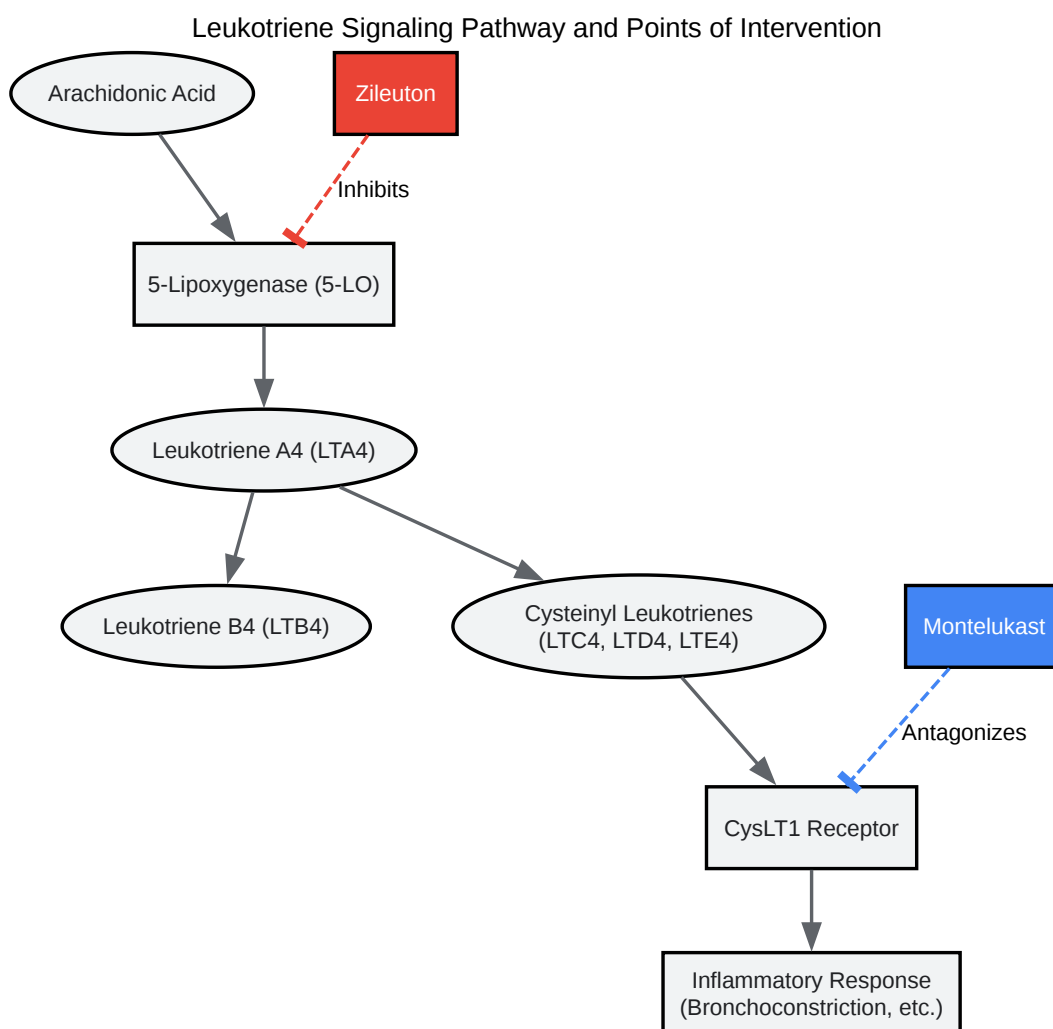 Leukotriene Signaling Pathway and Points of Intervention
Arachidonic Acid
Zileuton
Inhibits
5-Lipoxygenase (5-LO)
Leukotriene A4 (LTA4)
Leukotriene B4 (LTB4)
Cysteinyl Leukotrienes
(LTC4, LTD4, LTE4)
Montelukast
Antagonizes
CysLT1 Receptor
Inflammatory Response
(Bronchoconstriction, etc.)